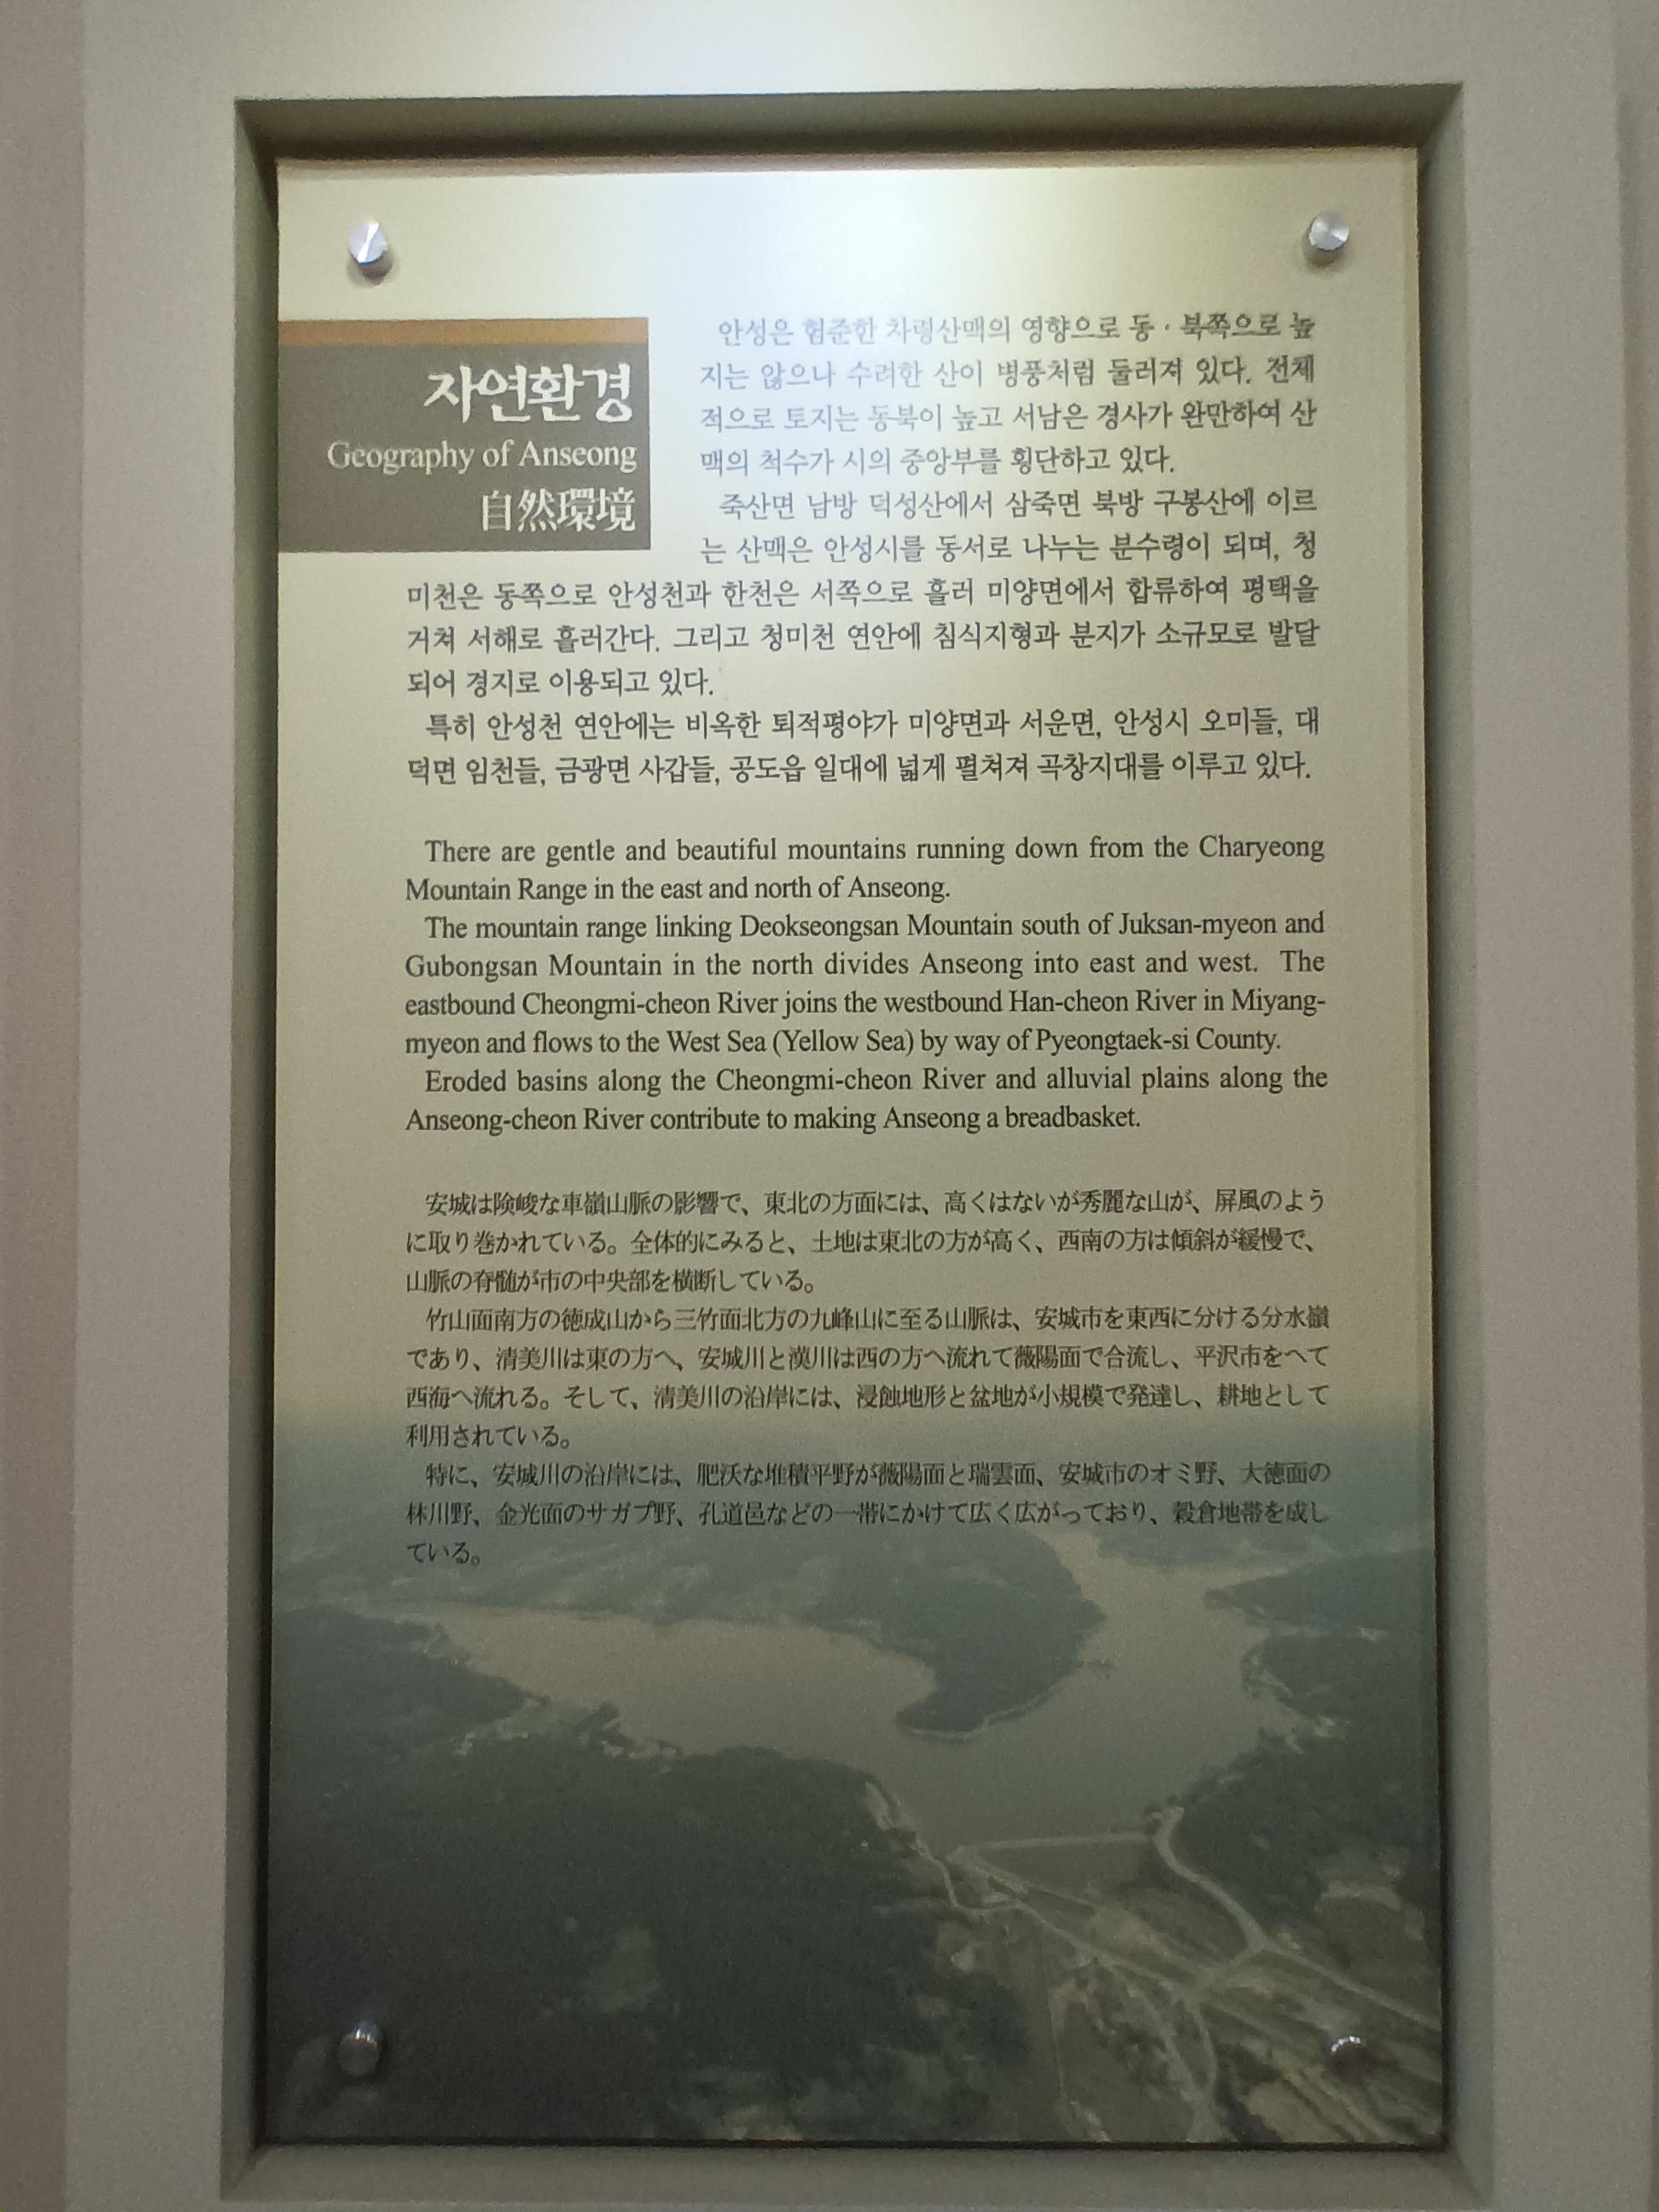 자연환경
Geography of Anseong
自然環境
안성은 험준한 차령산맥의 영향으로 동·북쪽으로 높
지는 않으나 수려한 산이 병풍처럼 둘러져 있다. 전체
적으로 토지는 동북이 높고 서남은 경사가 완만하여 산
맥의 척수가 시의 중앙부를 횡단하고 있다.
죽산면 남방 덕성산에서 삼죽면 북방 구봉산에 이르
는 산맥은 안성시를 동서로 나누는 분수령이 되며, 청
미천은 동쪽으로 안성천과 한천은 서쪽으로 흘러 미양면에서 합류하여 평택을
거쳐 서해로 흘러간다. 그리고 청미천 연안에 침식지형과 분지가 소규모로 발달
되어 경지로 이용되고 있다.
특히 안성천 연안에는 비옥한 퇴적평야가 미양면과 서운면, 안성시 오미들, 대
덕면 임천들, 금광면 사갑들, 공도읍 일대에 넓게 펼쳐져 곡창지대를 이루고 있다.
There are gentle and beautiful mountains running down from the Charyeong
Mountain Range in the east and north of Anseong.
The mountain range linking Deokseongsan Mountain south of Juksan-myeon and
Gubongsan Mountain in the north divides Anseong into east and west. The
eastbound Cheongmi-cheon River joins the westbound Han-cheon River in Miyang-
myeon and flows to the West Sea (Yellow Sea) by way of Pyeongtaek-si County.
Eroded basins along the Cheongmi-cheon River and alluvial plains along the
Anseong-cheon River contribute to making Anseong a breadbasket.
安城は険峻な車嶺山脈の影響で、東北の方面には、高くはないが秀麗な山が、屏風のよう
に取り巻かれている。全体的にみると、土地は東北の方が高く、西南の方は傾斜が緩慢で、
山脈の脊髄が市の中央部を横断している。
竹山面南方の徳成山から三竹面北方の九峰山に至る山脈は、安城市を東西に分ける分水嶺
であり、清美川は東の方へ、安城川と漢川は西の方へ流れて薇陽面で合流し、平沢市をへて
西海へ流れる。そして、清美川の沿岸には、浸蝕地形と盆地が小規模で発達し、耕地として
利用されている。
特に、安城川の沿岸には、肥沃な堆積平野が薇陽面と瑞雲面、安城市のオミ野、大徳面の
林川野、金光面のサガプ野、孔道邑などの一帯にかけて広く広がっており、穀倉地帯を成し
ている。